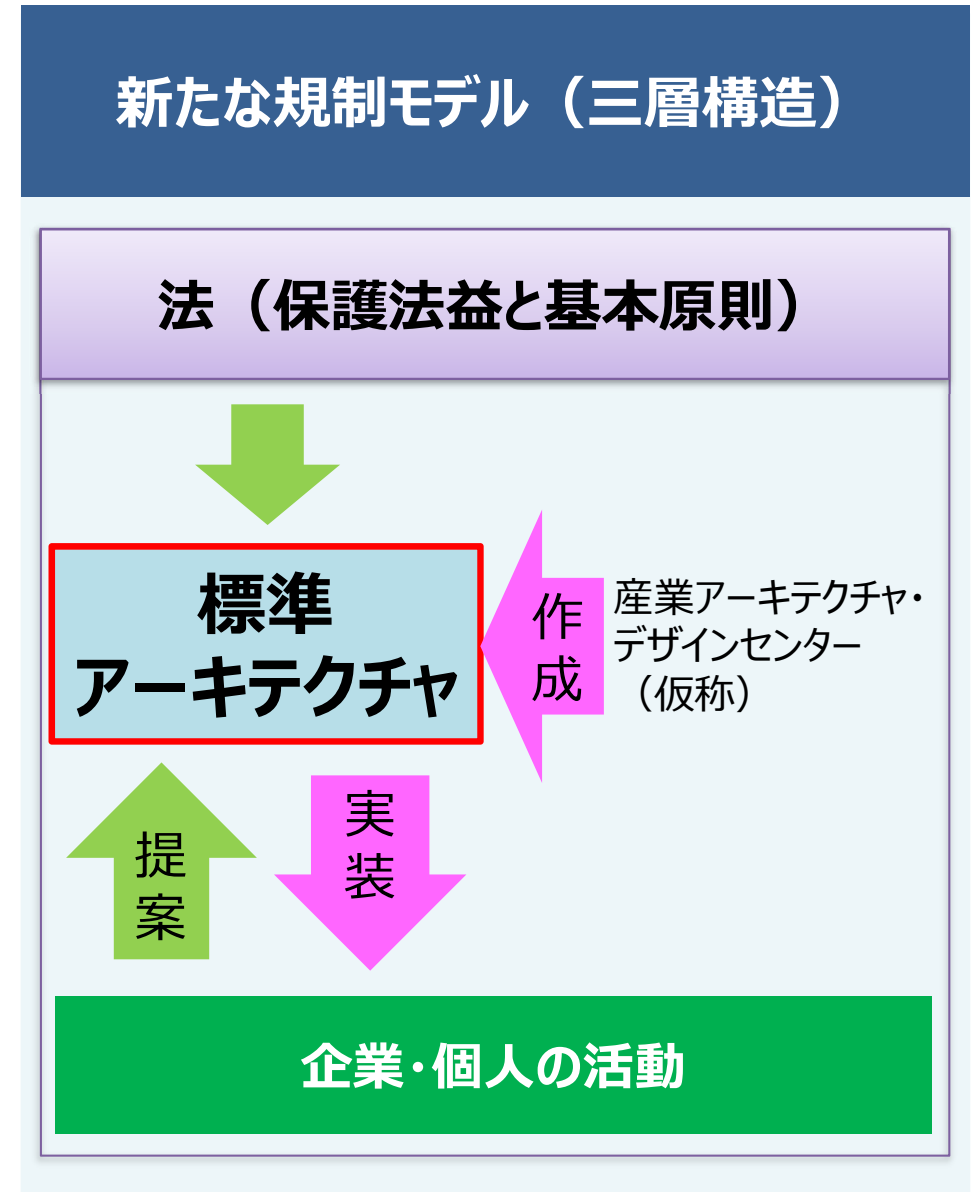 新たな規制モデル（三層構造）
法（保護法益と基本原則）
標準
アーキテクチャ
作成
産業アーキテクチャ・
デザインセンター
（仮称）
提案
実装
企業・個人の活動